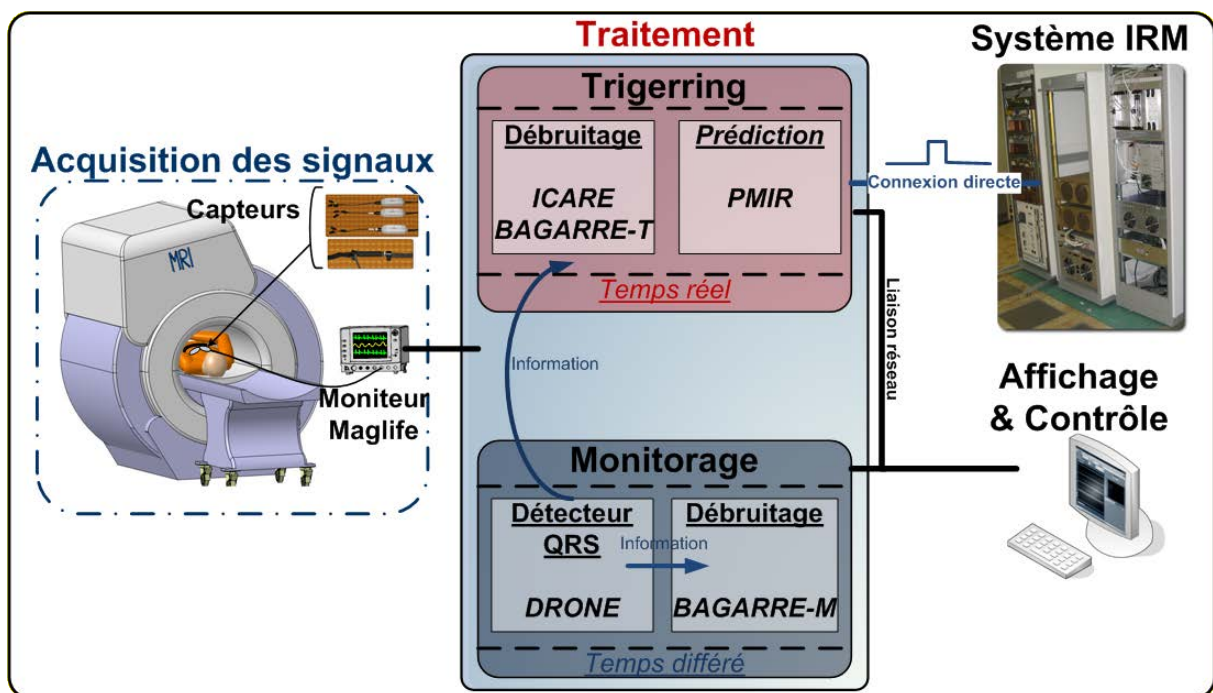 Acquisition des signaux
Capteurs
MRI
Moniteur
Maglife
Traitement
Trigerring
Débruitage
ICARE
BAGARRE-T
Prédiction
PMIR
Temps réel
Information
Monitorage
Détecteur
QRS
DRONE
Information
Débruitage
BAGARRE-M
Temps différé
Système IRM
Connexion directe
Liaison réseau
Affichage
& Contrôle